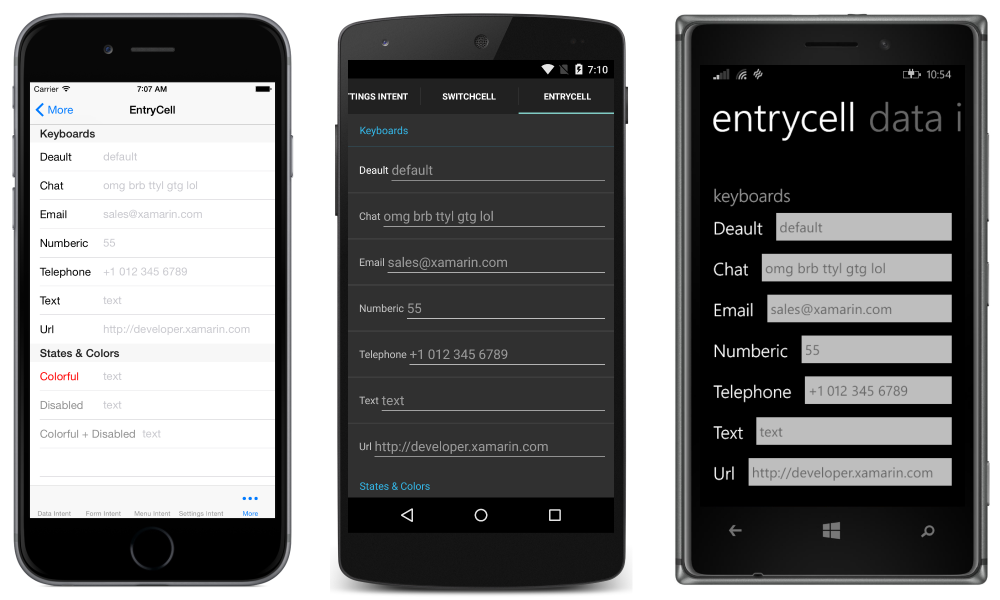 Carrier 7:07 AM
More EntryCell
Keyboards
Deault default
Chat omg brb ttyl gtg lol
Email sales@xamarin.com
Numberic 55
Telephone +1 012 345 6789
Text text
Url http://developer.xamarin.com
States & Colors
Colorful text
Disabled text
Colorful + Disabled text
Data Intent Form Intent Menu Intent Settings Intent More
7:10
TTINGS INTENT SWITCHCELL ENTRYCELL
Keyboards
Deault default
Chat omg brb ttyl gtg lol
Email sales@xamarin.com
Numberic 55
Telephone +1 012 345 6789
Text text
Url http://developer.xamarin.com
States & Colors
10:54
entrycell data i
keyboards
Deault default
Chat omg brb ttyl gtg lol
Email sales@xamarin.com
Numberic 55
Telephone +1 012 345 6789
Text text
Url http://developer.xamarin.com